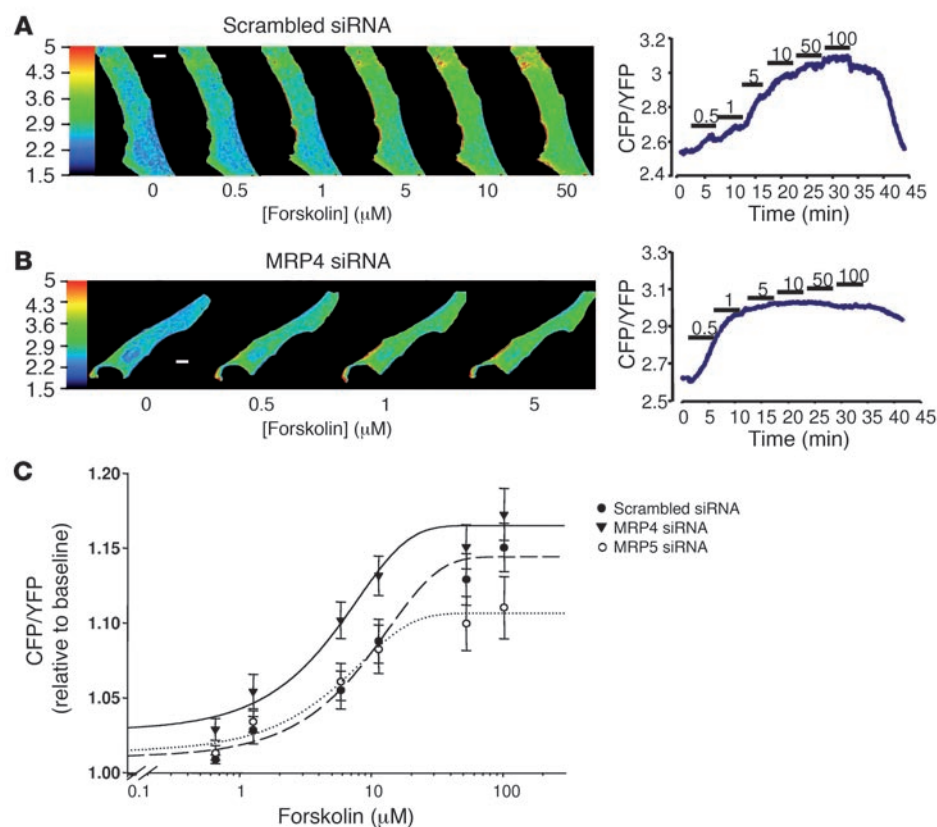 A
Scrambled siRNA
5
4.3
3.6
2.9
2.2
1.5
0 0.5 1 5 10 50
[Forskolin] (μM)
CFP/YFP
3.2
3
2.8
2.6
2.4
0.5 1 5 10 50 100
0 5 10 15 20 25 30 35 40 45
Time (min)
B
MRP4 siRNA
5
4.3
3.6
2.9
2.2
1.5
0 0.5 1 5
[Forskolin] (μM)
CFP/YFP
3.3
3.1
2.9
2.7
2.5
0.5 1 5 10 50 100
0 5 10 15 20 25 30 35 40 45
Time (min)
C
CFP/YFP
(relative to baseline)
1.20
1.15
1.10
1.05
1.00
0.1 1 10 100
Forskolin (μM)
Scrambled siRNA
MRP4 siRNA
MRP5 siRNA